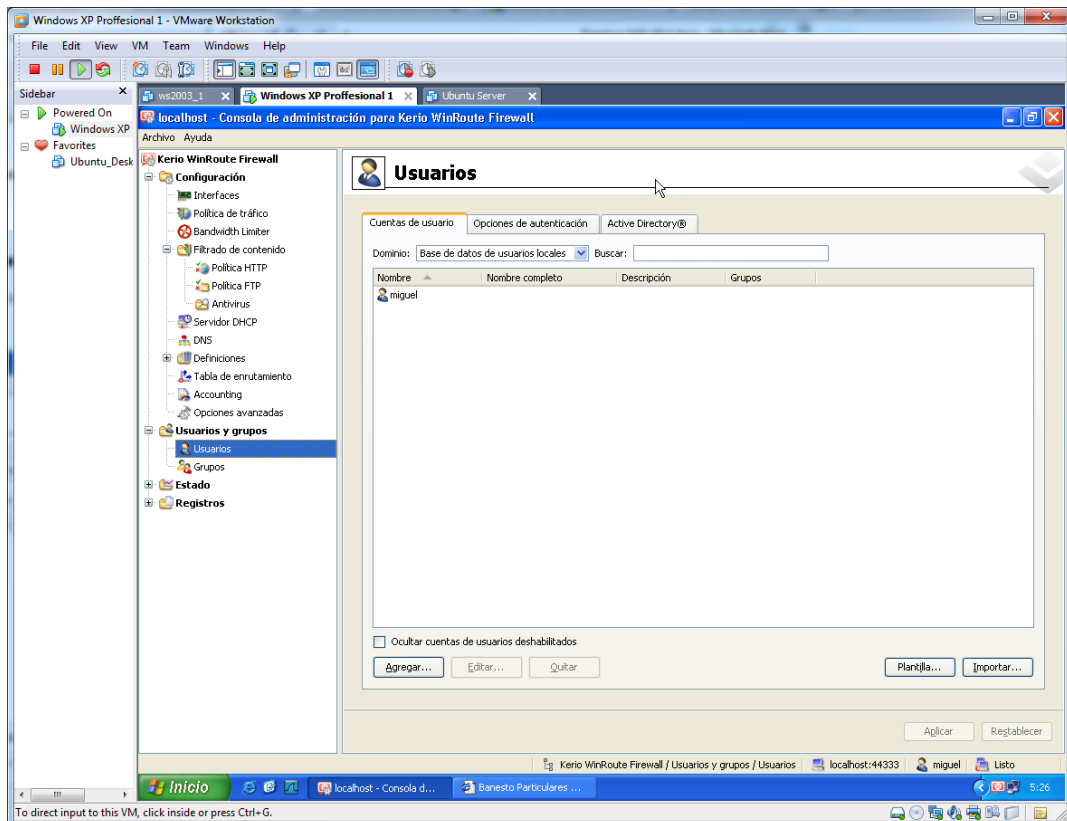 Windows XP Proffesional 1 - VMware Workstation
File Edit View VM Team Windows Help
Sidebar
ws2003_1 Windows XP Proffesional 1 Ubuntu Server
Powered On
Windows XP
Favorites
Ubuntu_Desk
localhost - Consola de administración para Kerio WinRoute Firewall
Archivo Ayuda
Kerio WinRoute Firewall
Configuración
Interfaces
Política de tráfico
Bandwidth Limiter
Filtrado de contenido
Política HTTP
Política FTP
Antivirus
Servidor DHCP
DNS
Definiciones
Tabla de enrutamiento
Accounting
Opciones avanzadas
Usuarios y grupos
Usuarios
Grupos
Estado
Registros
Usuarios
Cuentas de usuario Opciones de autenticación Active Directory®
Dominio: Base de datos de usuarios locales Buscar:
Nombre Nombre completo Descripción Grupos
miguel
Ocultar cuentas de usuarios deshabilitados
Agregar... Editar... Quitar Plantilla... Importar...
Aplicar Restablecer
Kerio WinRoute Firewall / Usuarios y grupos / Usuarios localhost:44333 miguel Listo
Inicio localhost - Consola d... Banesto Particulares ... 5:26
To direct input to this VM, click inside or press Ctrl+G.